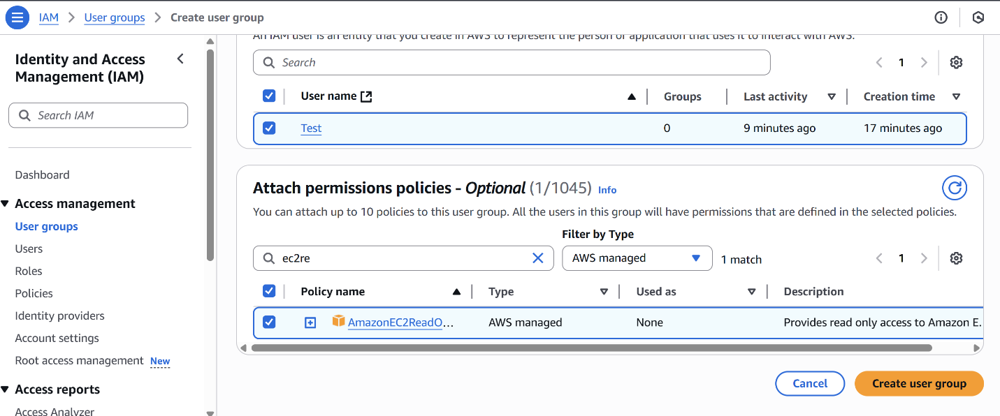 IAM > User groups > Create user group
Identity and Access
Management (IAM)
Search IAM
Dashboard
Access management
User groups
Users
Roles
Policies
Identity providers
Account settings
Root access management New
Access reports
Access Analyzer
An IAM user is an entity that you create in AWS to represent the person or application that uses it to interact with AWS.
Search
1
User name Groups Last activity Creation time
Test 0 9 minutes ago 17 minutes ago
Attach permissions policies - Optional (1/1045) Info
You can attach up to 10 policies to this user group. All the users in this group will have permissions that are defined in the selected policies.
Filter by Type
ec2re AWS managed 1 match 1
Policy name Type Used as Description
AmazonEC2ReadO... AWS managed None Provides read only access to Amazon E.
Cancel Create user group